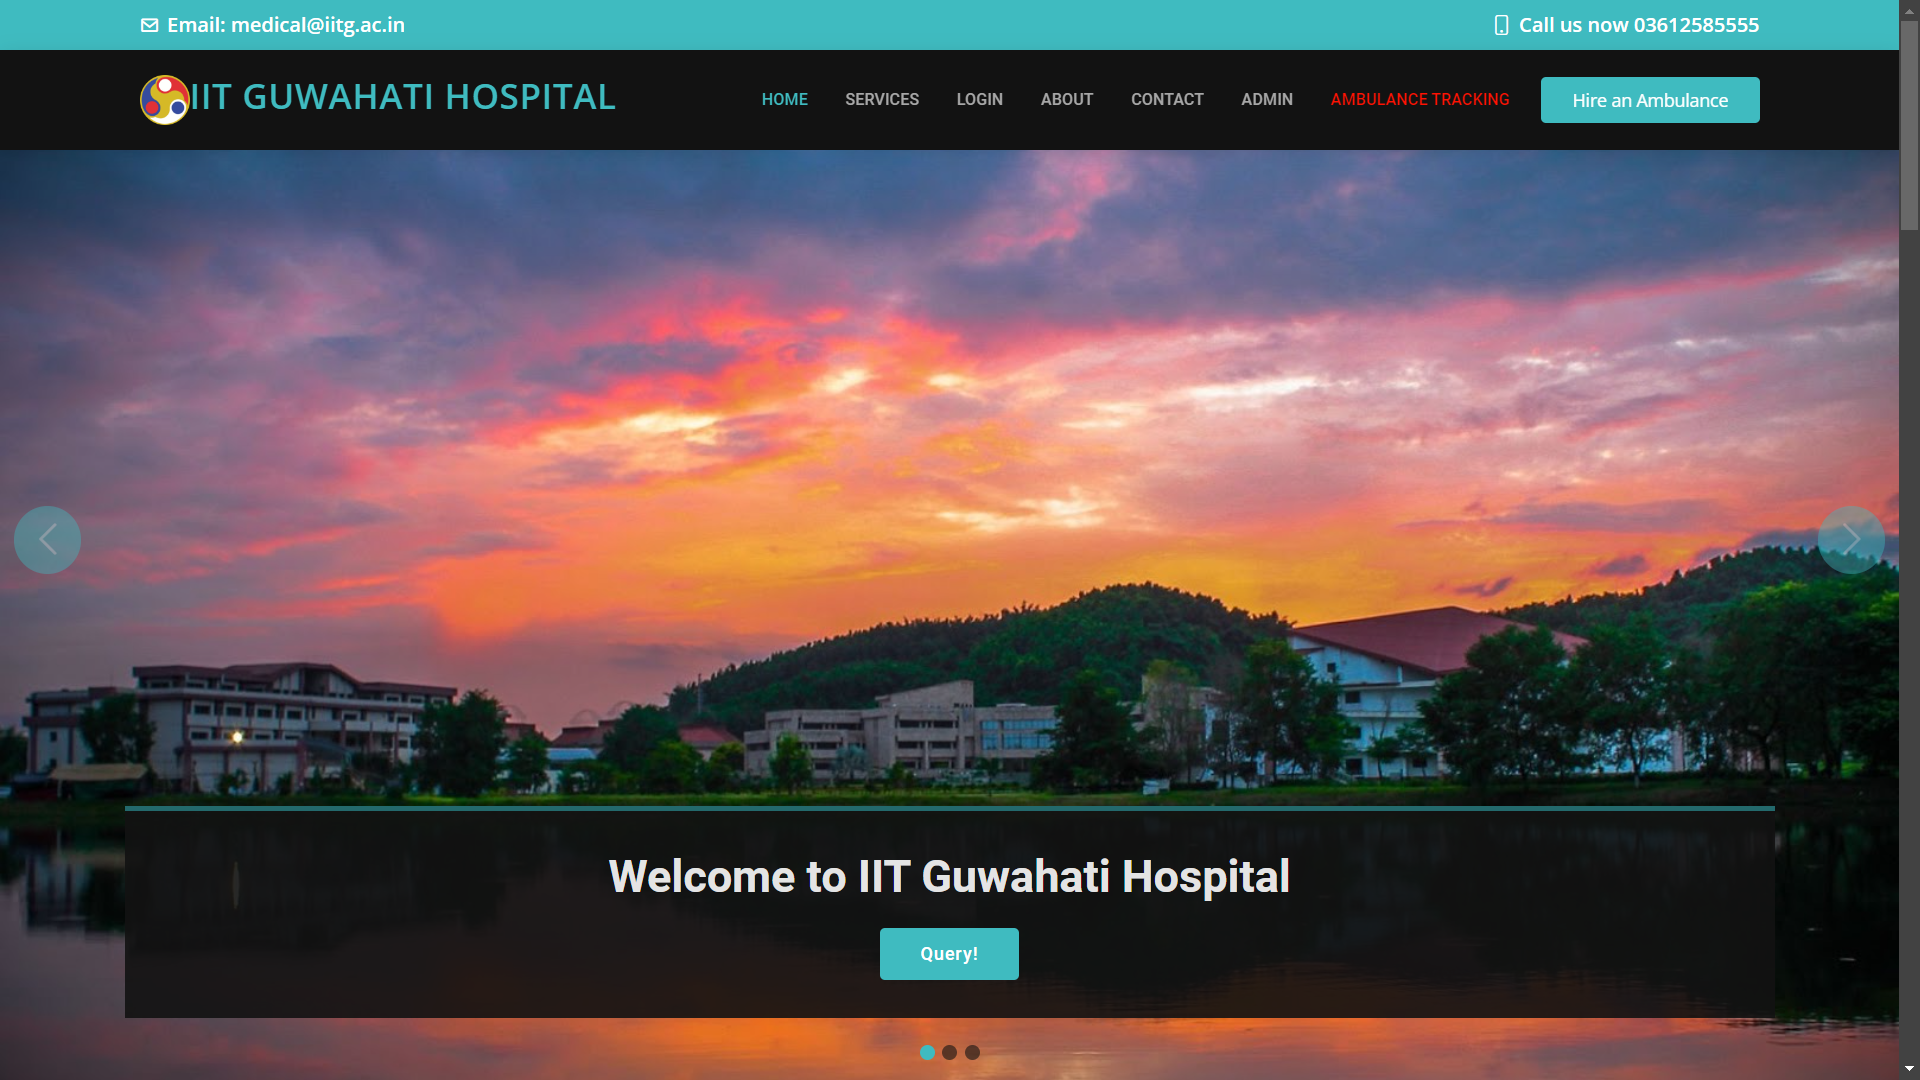 Email: medical@iitg.ac.in
Call us now 03612585555
IIT GUWAHATI HOSPITAL
HOME
SERVICES
LOGIN
ABOUT
CONTACT
ADMIN
AMBULANCE TRACKING
Hire an Ambulance
Welcome to IIT Guwahati Hospital
Query!